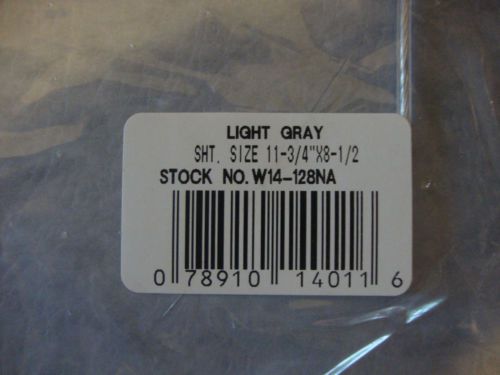 LIGHT GRAY
SHT. SIZE 11-3/4"X8-1/2
STOCK NO. W14-128NA
0 78910 14011 6